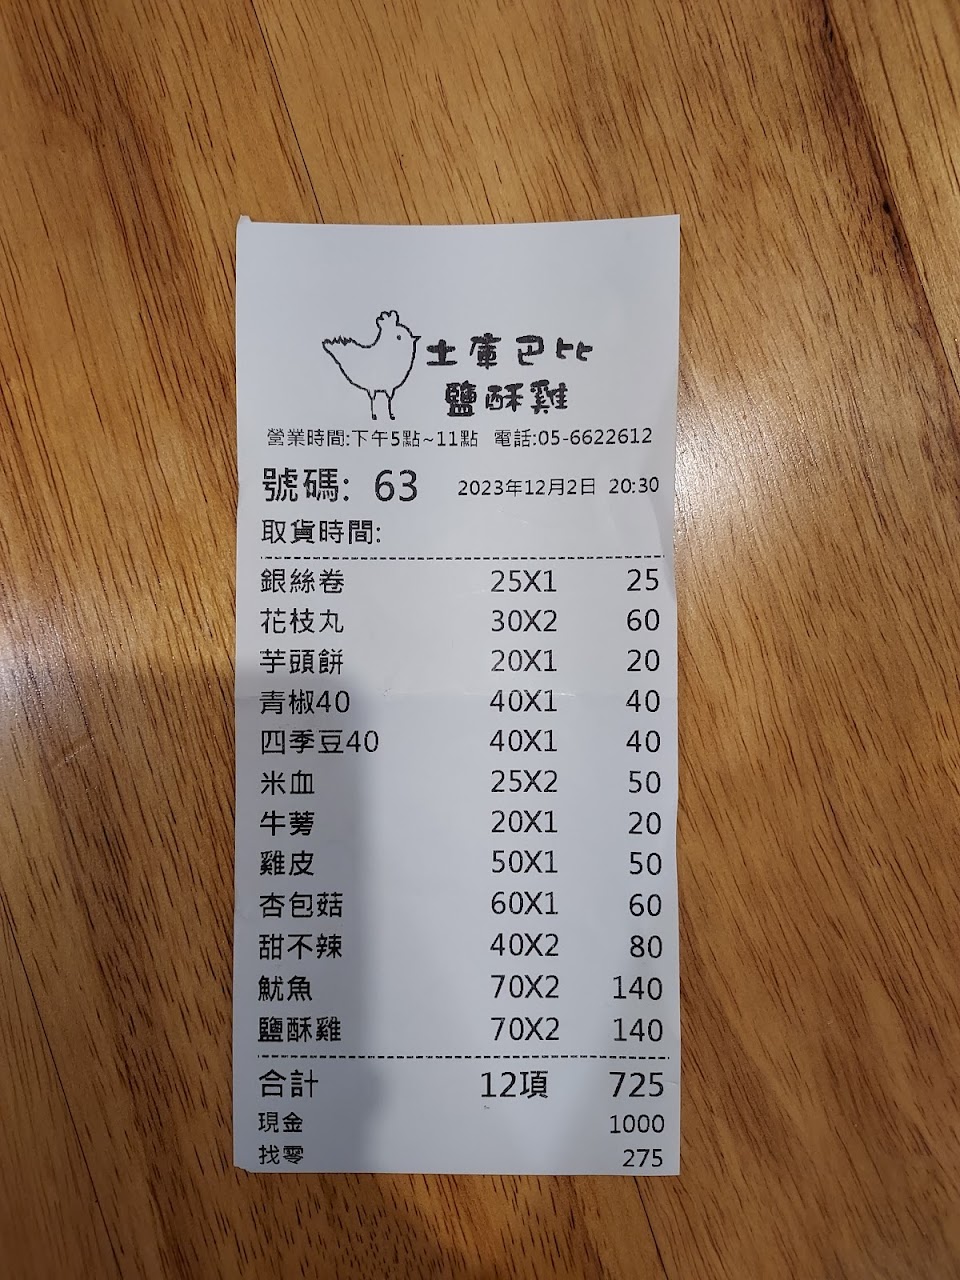 土庫巴比
鹽酥雞
營業時間:下午5點~11點 電話:05-6622612
號碼: 63 2023年12月2日 20:30
取貨時間:
銀絲卷 25X1 25
花枝丸 30X2 60
芋頭餅 20X1 20
青椒40 40X1 40
四季豆40 40X1 40
米血 25X2 50
牛蒡 20X1 20
雞皮 50X1 50
杏包菇 60X1 60
甜不辣 40X2 80
魷魚 70X2 140
鹽酥雞 70X2 140
合計 12項 725
現金 1000
找零 275